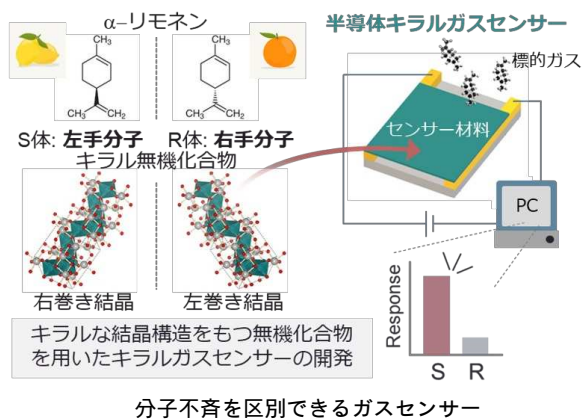 α−リモネン
CH₃
H₃C
CH₂
CH₃
H₃C
CH₂
S体: 左手分子
R体: 右手分子
キラル無機化合物
右巻き結晶
左巻き結晶
キラルな結晶構造をもつ無機化合物
を用いたキラルガスセンサーの開発
半導体キラルガスセンサー
標的ガス
センサー材料
PC
Response
S R
分子不斉を区別できるガスセンサー